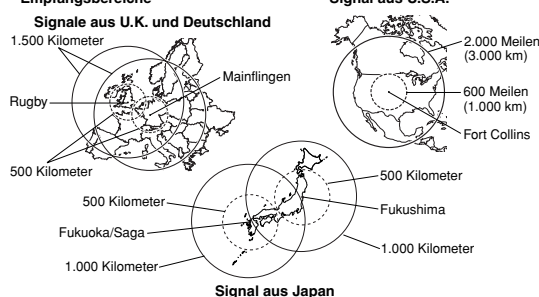 Empfangsbereiche
Signal aus U.S.A.
Signale aus U.K. und Deutschland
1.500 Kilometer
Mainflingen
Rugby
500 Kilometer
2.000 Meilen
(3.000 km)
600 Meilen
(1.000 km)
Fort Collins
500 Kilometer
500 Kilometer
Fukushima
Fukuoka/Saga
1.000 Kilometer
1.000 Kilometer
Signal aus Japan